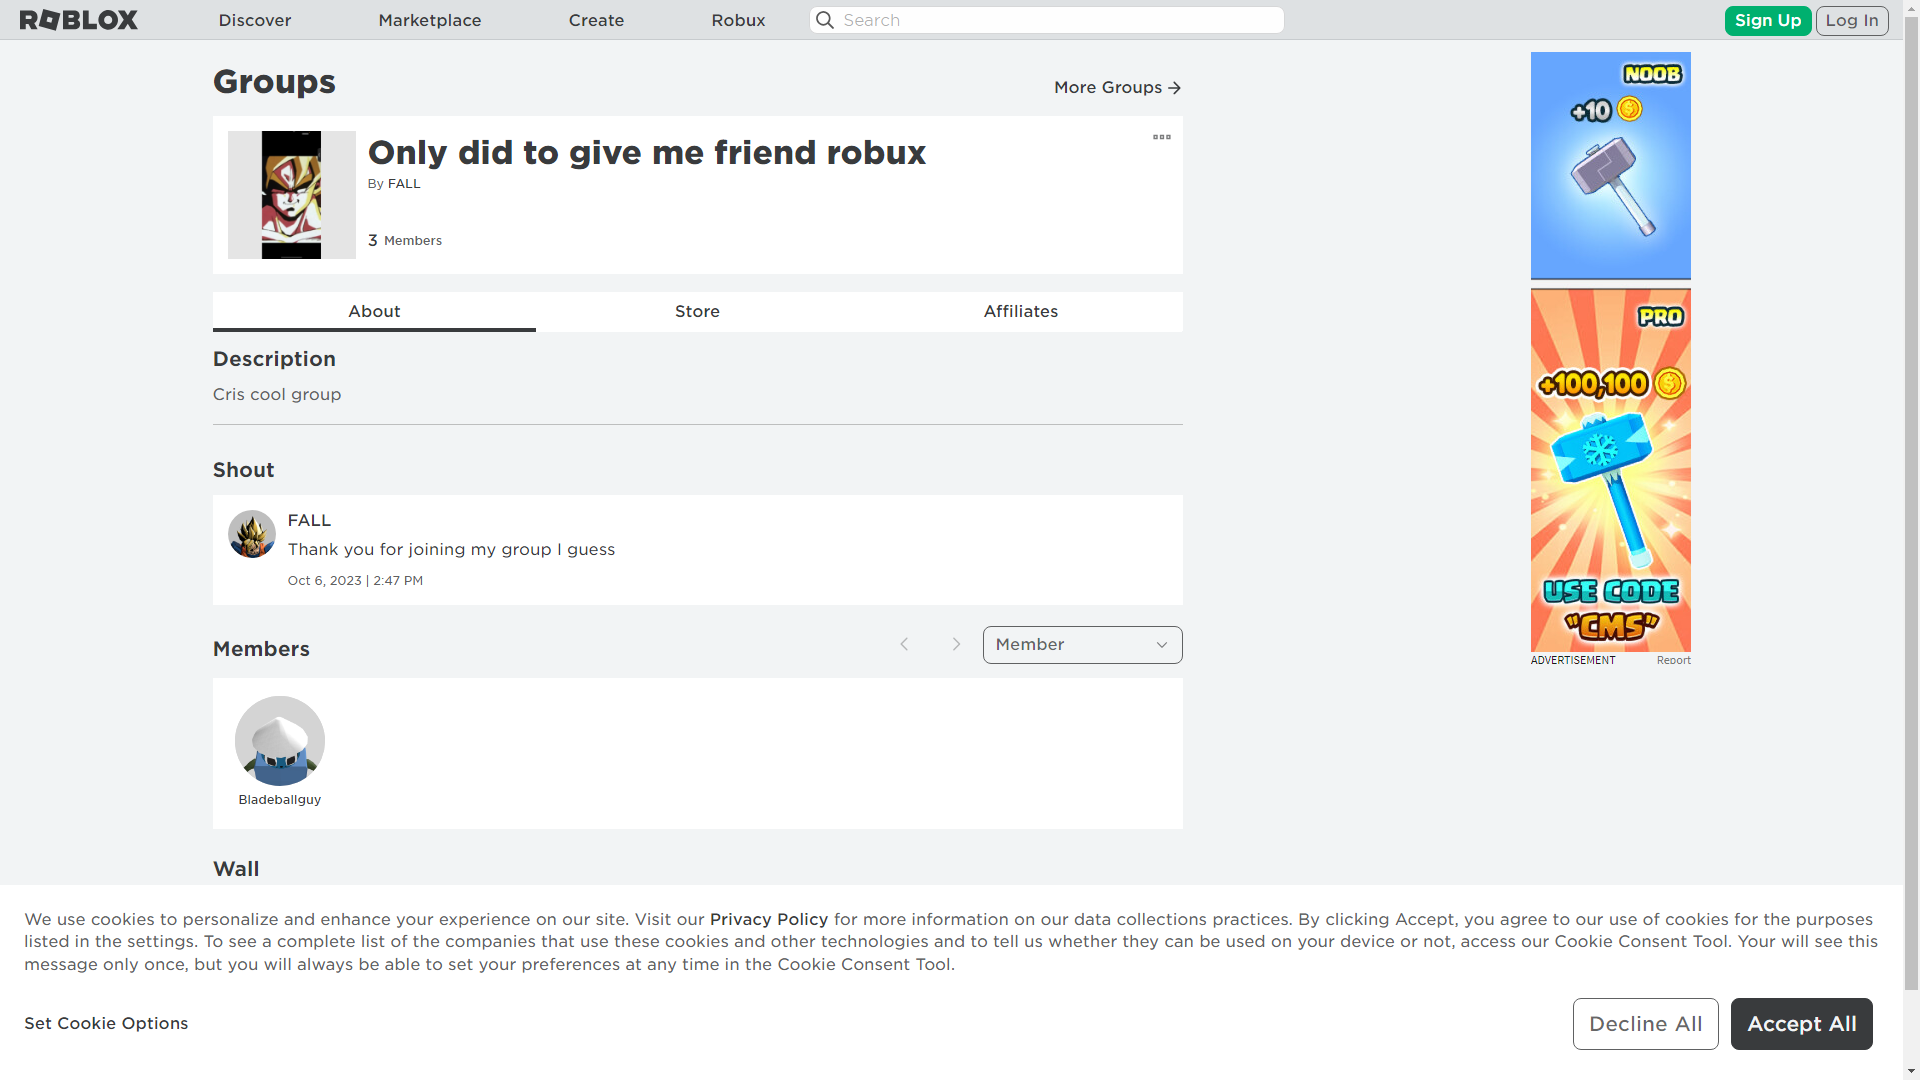 ROBLOX
Discover
Marketplace
Create
Robux
Search
Sign Up
Log In
Groups
More Groups
Only did to give me friend robux
By FALL
3 Members
About
Store
Affiliates
Description
Cris cool group
Shout
FALL
Thank you for joining my group I guess
Oct 6, 2023 | 2:47 PM
Members
Member
Bladeballguy
Wall
NOOB
+10
PRO
+100,100
USE CODE
"CMS"
ADVERTISEMENT
Report
We use cookies to personalize and enhance your experience on our site. Visit our Privacy Policy for more information on our data collections practices. By clicking Accept, you agree to our use of cookies for the purposes
listed in the settings. To see a complete list of the companies that use these cookies and other technologies and to tell us whether they can be used on your device or not, access our Cookie Consent Tool. Your will see this
message only once, but you will always be able to set your preferences at any time in the Cookie Consent Tool.
Set Cookie Options
Decline All
Accept All